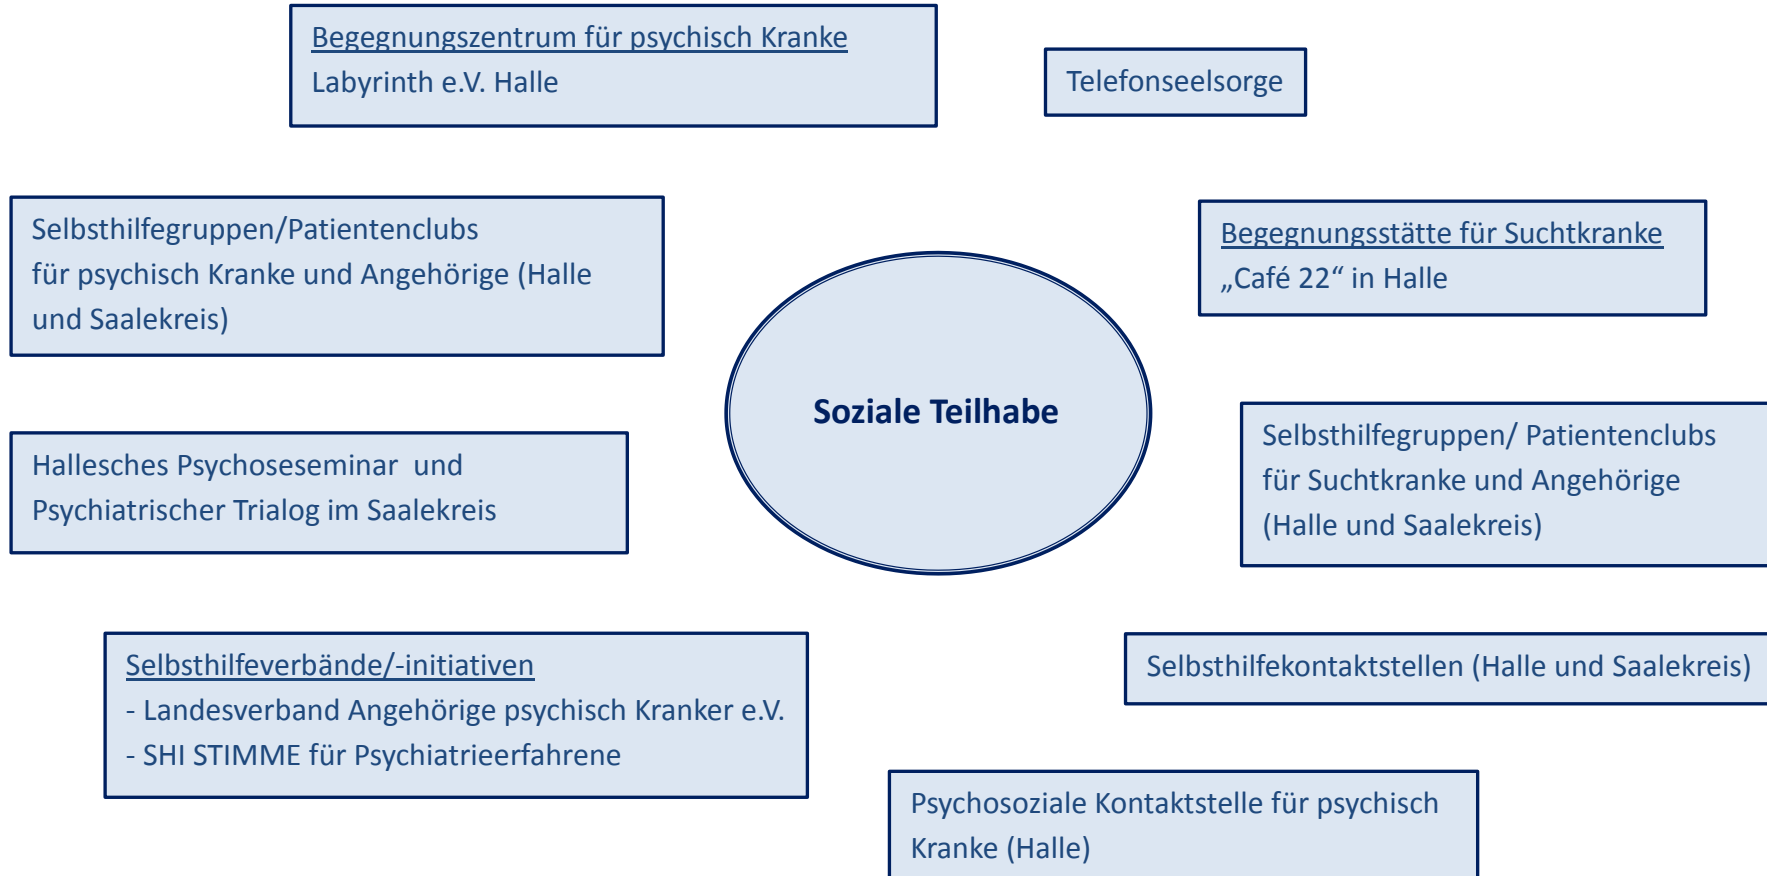 Begegnungszentrum für psychisch Kranke
Labyrinth e.V. Halle
Telefonseelsorge
Selbsthilfegruppen/Patientenclubs
für psychisch Kranke und Angehörige (Halle
und Saalekreis)
Begegnungsstätte für Suchtkranke
„Café 22“ in Halle
Soziale Teilhabe
Hallesches Psychoseseminar  und
Psychiatrischer Trialog im Saalekreis
Selbsthilfegruppen/ Patientenclubs
für Suchtkranke und Angehörige
(Halle und Saalekreis)
Selbsthilfeverbände/-initiativen
- Landesverband Angehörige psychisch Kranker e.V.
- SHI STIMME für Psychiatrieerfahrene
Selbsthilfekontaktstellen (Halle und Saalekreis)
Psychosoziale Kontaktstelle für psychisch
Kranke (Halle)